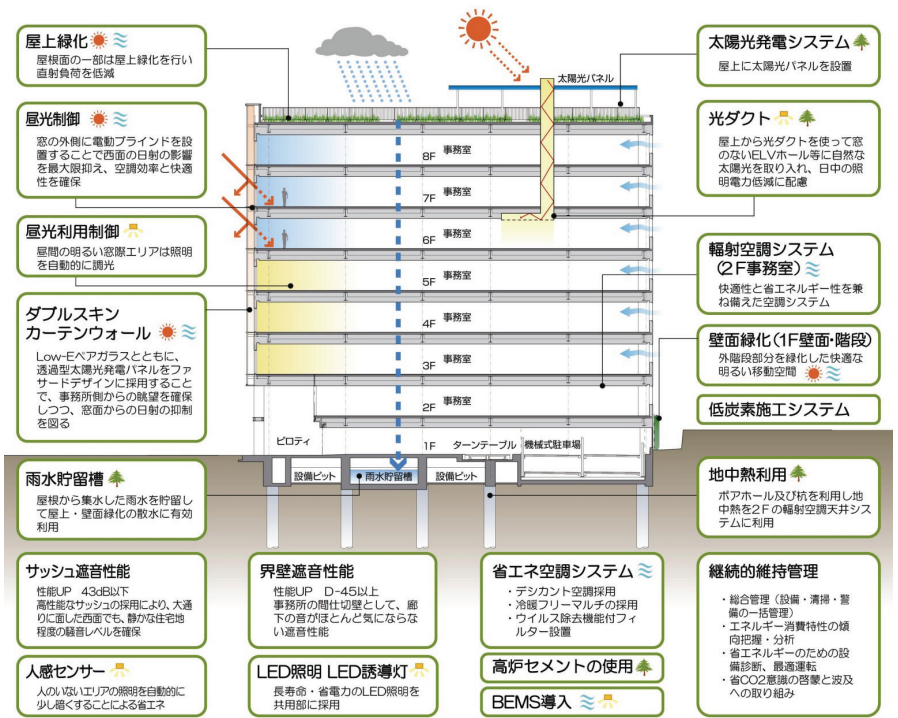 屋上緑化
屋根面の一部は屋上緑化を行い
直射負荷を低減
昼光制御
窓の外側に電動ブラインドを設
置することで西面の日射の影響
を最大限抑え、空調効率と快適
性を確保
昼光利用制御
昼間の明るい窓際エリアは照明
を自動的に調光
ダブルスキン
カーテンウォール
Low-Eペアガラスとともに、
透過型太陽光発電パネルをファ
サードデザインに採用すること
で、事務所側からの眺望を確保
しつつ、窓面からの日射の抑制
を図る
雨水貯留槽
屋根から集水した雨水を貯留し
て屋上・壁面緑化の散水に有効
利用
太陽光パネル
8F 事務室
7F 事務室
6F 事務室
5F 事務室
4F 事務室
3F 事務室
2F 事務室
ピロティ
1F
ターンテーブル
機械式駐車場
設備ピット
雨水貯留槽
設備ピット
太陽光発電システム
屋上に太陽光パネルを設置
光ダクト
屋上から光ダクトを使って窓
のないELVホール等に自然な
太陽光を取り入れ、日中の照
明電力低減に配慮
輻射空調システム
(2F事務室)
快適性と省エネルギー性を兼
ね備えた空調システム
壁面緑化(1F壁面・階段)
外階段部分を緑化した快適な
明るい移動空間
低炭素施工システム
地中熱利用
ボアホール及び杭を利用し地
中熱を2Fの輻射空調天井シス
テムに利用
サッシュ遮音性能
性能UP 43dB以下
高性能なサッシュの採用により、大通
りに面した西面でも、静かな住宅地
程度の騒音レベルを確保
人感センサー
人のいないエリアの照明を自動的に
少し暗くすることによる省エネ
界壁遮音性能
性能UP D-45以上
事務所の間仕切壁として、廊
下の音がほとんど気にならな
い遮音性能
LED照明 LED誘導灯
長寿命・省電力のLED照明を
共用部に採用
省エネ空調システム
・デシカント空調採用
・冷暖フリーマルチの採用
・ウイルス除去機能付フィ
ルター設置
高炉セメントの使用
BEMS導入
継続的維持管理
・総合管理（設備・清掃・警
備の一括管理）
・エネルギー消費特性の傾
向把握・分析
・省エネルギーのための設
備診断、最適運転
・省CO2意識の啓蒙と波及
への取り組み